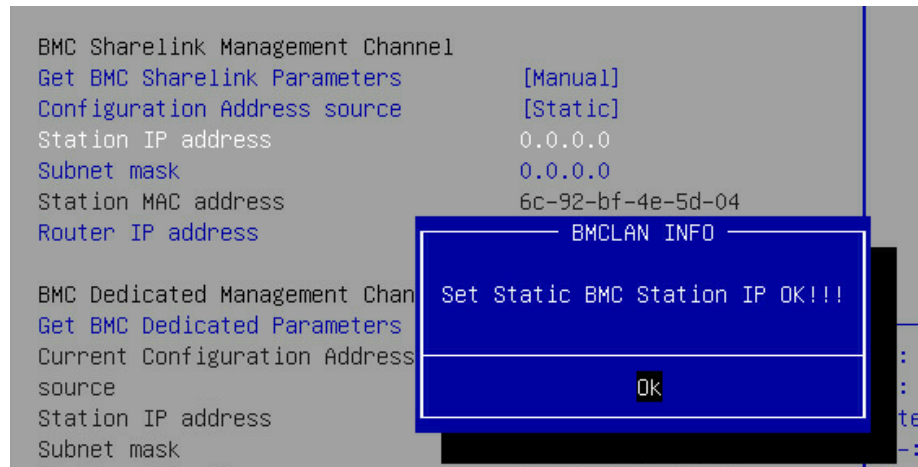 BMC Sharelink Management Channel
Get BMC Sharelink Parameters [Manual]
Configuration Address source [Static]
Station IP address 0.0.0.0
Subnet mask 0.0.0.0
Station MAC address 6c-92-bf-4e-5d-04
Router IP address
BMCLAN INFO
Set Static BMC Station IP OK!!!
Ok
BMC Dedicated Management Chan
Get BMC Dedicated Parameters
Current Configuration Address
source
Station IP address
Subnet mask